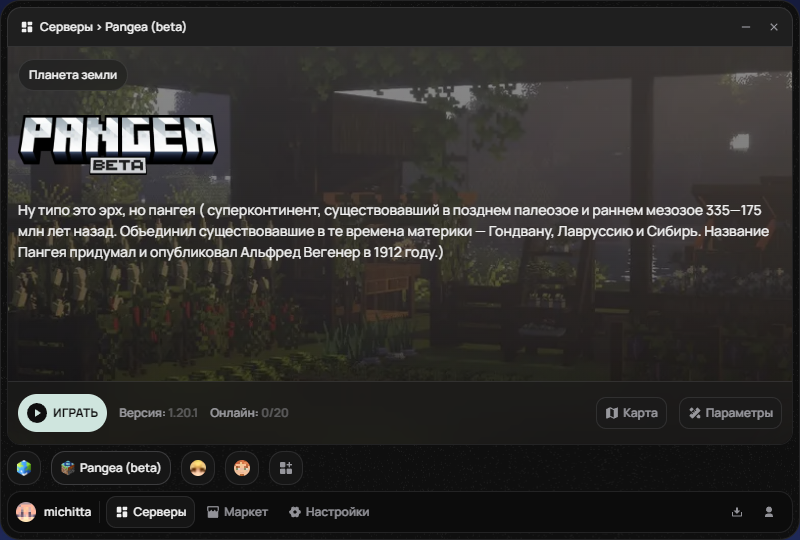 Серверы › Pangea (beta)
Планета земли
PANGEA
BETA
Ну типо это эрх, но пангея ( суперконтинент, существовавший в позднем палеозое и раннем мезозое 335—175
млн лет назад. Объединил существовавшие в те времена материки — Гондвану, Лавруссию и Сибирь. Название
Пангея придумал и опубликовал Альфред Вегенер в 1912 году.)
ИГРАТЬ Версия: 1.20.1 Онлайн: 0/20 Карта Параметры
Pangea (beta)
michitta Серверы Маркет Настройки